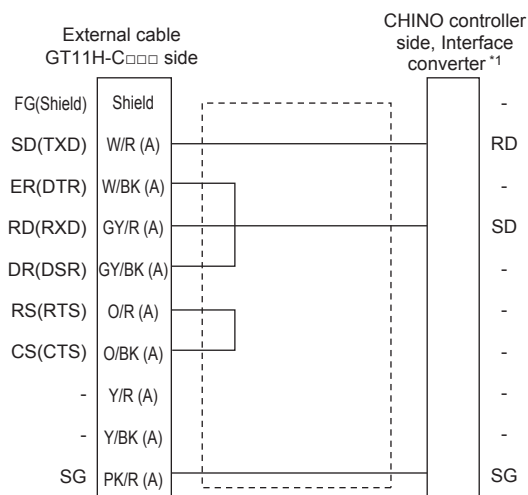 External cable
GT11H-C□□□ side
CHINO controller
side, Interface
converter *1
FG(Shield) Shield -
SD(TXD) W/R (A) RD
ER(DTR) W/BK (A) -
RD(RXD) GY/R (A) SD
DR(DSR) GY/BK (A) -
RS(RTS) O/R (A) -
CS(CTS) O/BK (A) -
- Y/R (A) -
- Y/BK (A) -
SG PK/R (A) SG